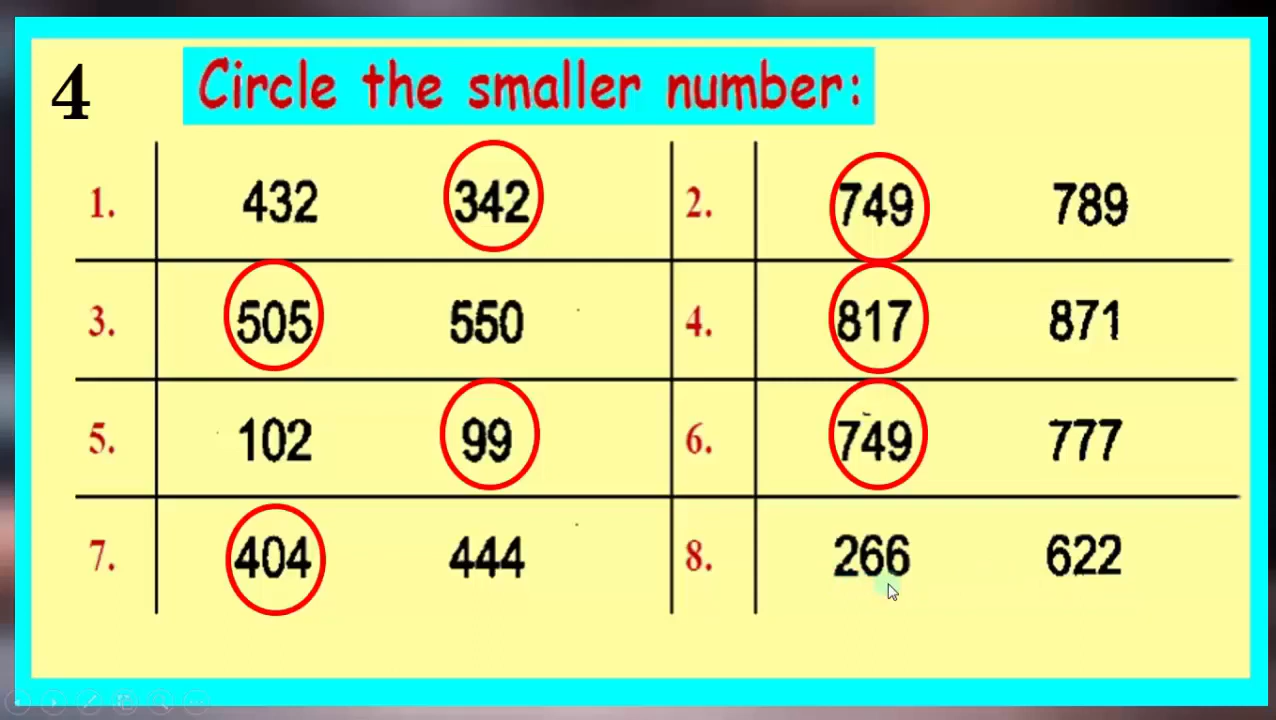 4 Circle the smaller number:
1. 432 342 2. 749 789
3. 505 550 4. 817 871
5. 102 99 6. 749 777
7. 404 444 8. 266 622